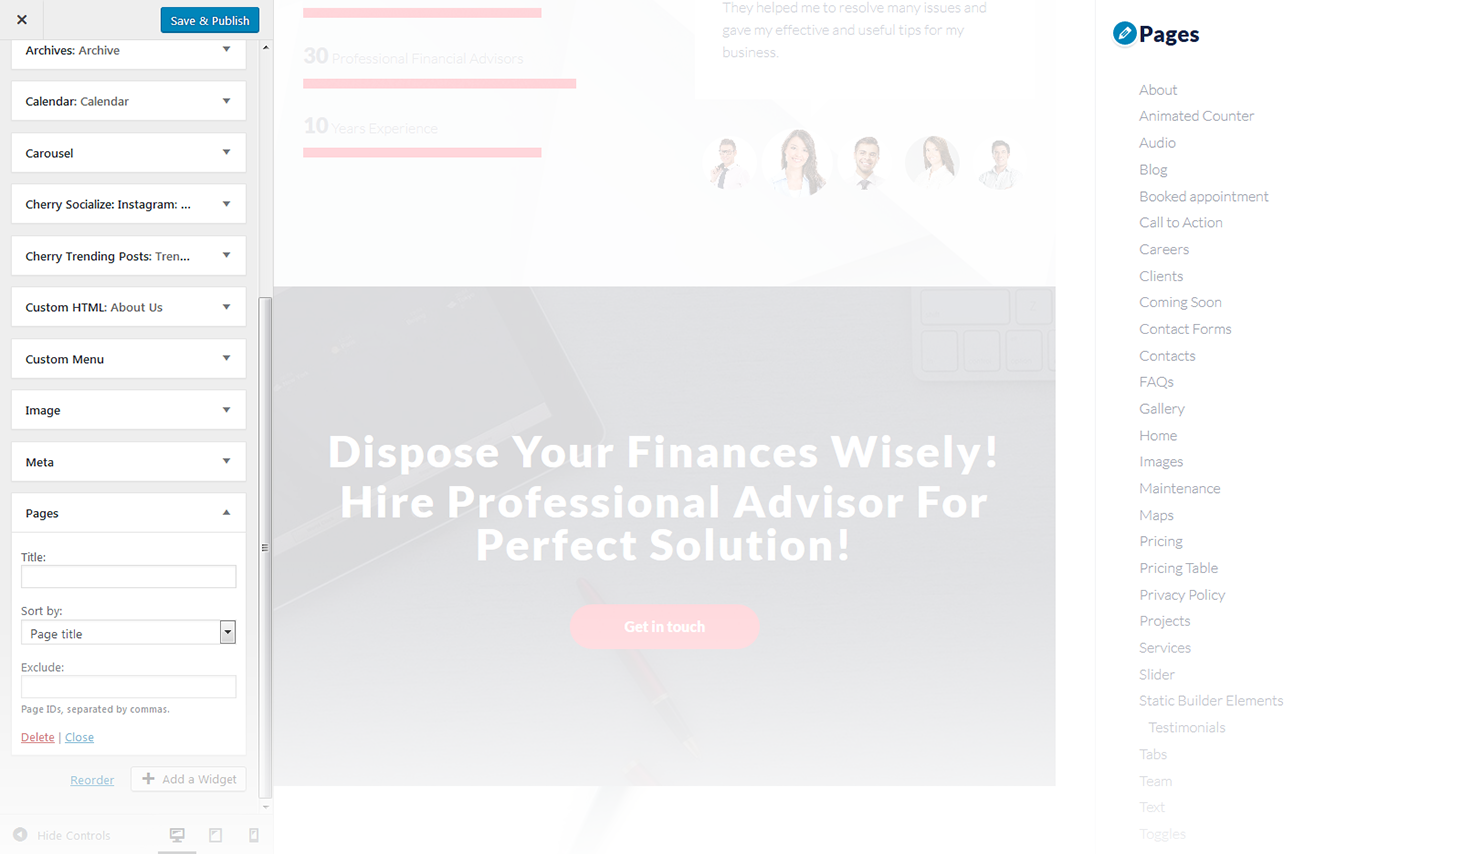 Save & Publish
Archives: Archive
Calendar: Calendar
Carousel
Cherry Socialize: Instagram: ...
Cherry Trending Posts: Tren...
Custom HTML: About Us
Custom Menu
Image
Meta
Pages
Title:
Sort by:
Page title
Exclude:
Page IDs, separated by commas.
Delete | Close
Reorder
Add a Widget
Hide Controls
30 Professional Financial Advisors
10 Years Experience
They helped me to resolve many issues and
gave my effective and useful tips for my
business.
Dispose Your Finances Wisely!
Hire Professional Advisor For
Perfect Solution!
Get in touch
Pages
About
Animated Counter
Audio
Blog
Booked appointment
Call to Action
Careers
Clients
Coming Soon
Contact Forms
Contacts
FAQs
Gallery
Home
Images
Maintenance
Maps
Pricing
Pricing Table
Privacy Policy
Projects
Services
Slider
Static Builder Elements
Testimonials
Tabs
Team
Text
Toggles